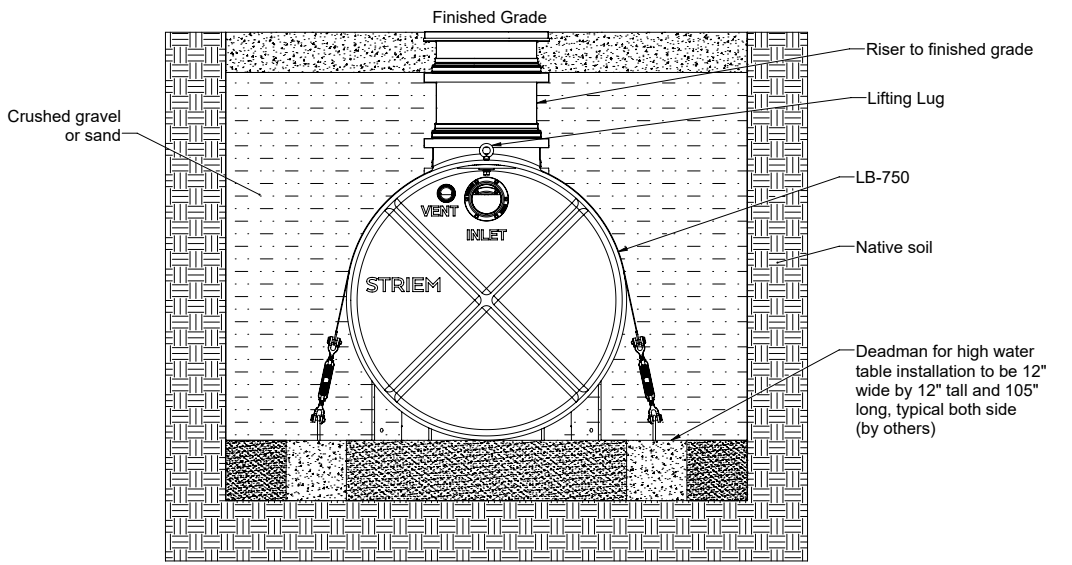 Finished Grade
Riser to finished grade
Lifting Lug
Crushed gravel
or sand
LB-750
VENT
INLET
Native soil
STRIEM
Deadman for high water
table installation to be 12"
wide by 12" tall and 105"
long, typical both side
(by others)